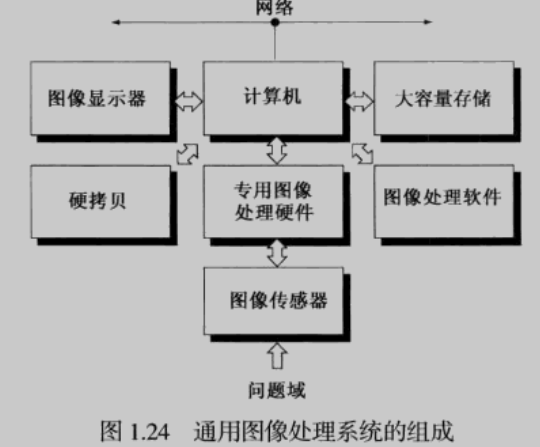 网络
图像显示器
计算机
大容量存储
硬拷贝
专用图像
处理硬件
图像处理软件
图像传感器
问题域
图 1.24 通用图像处理系统的组成